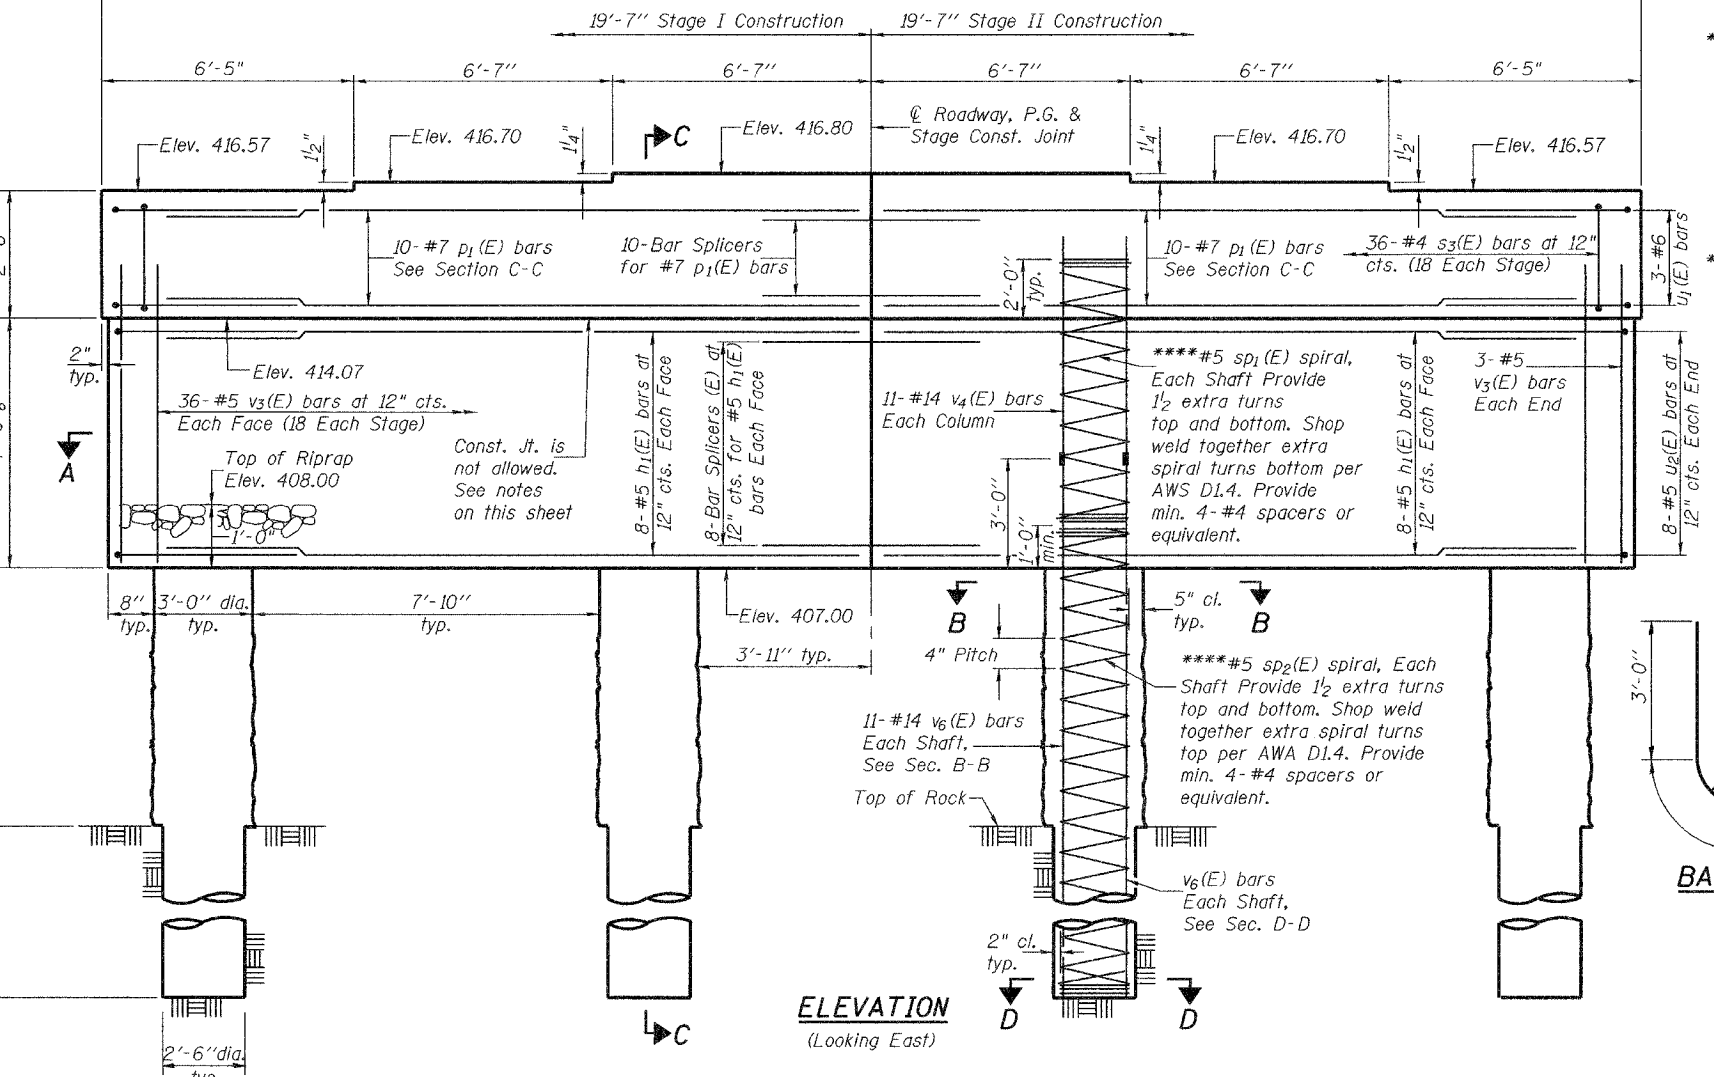 19'-7" Stage I Construction
19'-7" Stage II Construction
6'-5"
6'-7"
6'-7"
6'-7"
6'-7"
6'-5"
Elev. 416.57
1½"
Elev. 416.70
1¼"
C
Elev. 416.80
℄ Roadway, P.G. &
Stage Const. Joint
1¼"
Elev. 416.70
1½"
Elev. 416.57
10-#7 p1(E) bars
See Section C-C
10-Bar Splicers
for #7 p1(E) bars
2'-0"
typ.
10-#7 p1(E) bars
See Section C-C
36-#4 s3(E) bars at 12"
cts. (18 Each Stage)
3-#6
u1(E) bars
2"
typ.
Elev. 414.07
36-#5 v3(E) bars at 12" cts.
Each Face (18 Each Stage)
A
Top of Riprap
Elev. 408.00
1'-0"
Const. Jt. is
not allowed.
See notes
on this sheet
8-#5 h1(E) bars at
12" cts. Each Face
8-Bar Splicers (E) at
12" cts. for #5 h1(E)
bars Each Face
11-#14 v4(E) bars
Each Column
3'-0"
1'-0"
min.
****#5 sp1(E) spiral,
Each Shaft Provide
1½ extra turns
top and bottom. Shop
weld together extra
spiral turns bottom per
AWS D1.4. Provide
min. 4-#4 spacers or
equivalent.
8-#5 h1(E) bars at
12" cts. Each Face
3-#5
v3(E) bars
Each End
8-#5 u2(E) bars at
12" cts. Each End
8"
typ.
3'-0" dia.
typ.
7'-10"
typ.
Elev. 407.00
3'-11" typ.
B
B
5" cl.
typ.
4" Pitch
****#5 sp2(E) spiral, Each
Shaft Provide 1½ extra turns
top and bottom. Shop weld
together extra spiral turns
top per AWA D1.4. Provide
min. 4-#4 spacers or
equivalent.
3'-0"
11-#14 v6(E) bars
Each Shaft,
See Sec. B-B
Top of Rock
v6(E) bars
Each Shaft,
See Sec. D-D
BA
2" cl.
typ.
D
D
ELEVATION
(Looking East)
C
2'-6"dia.
typ.